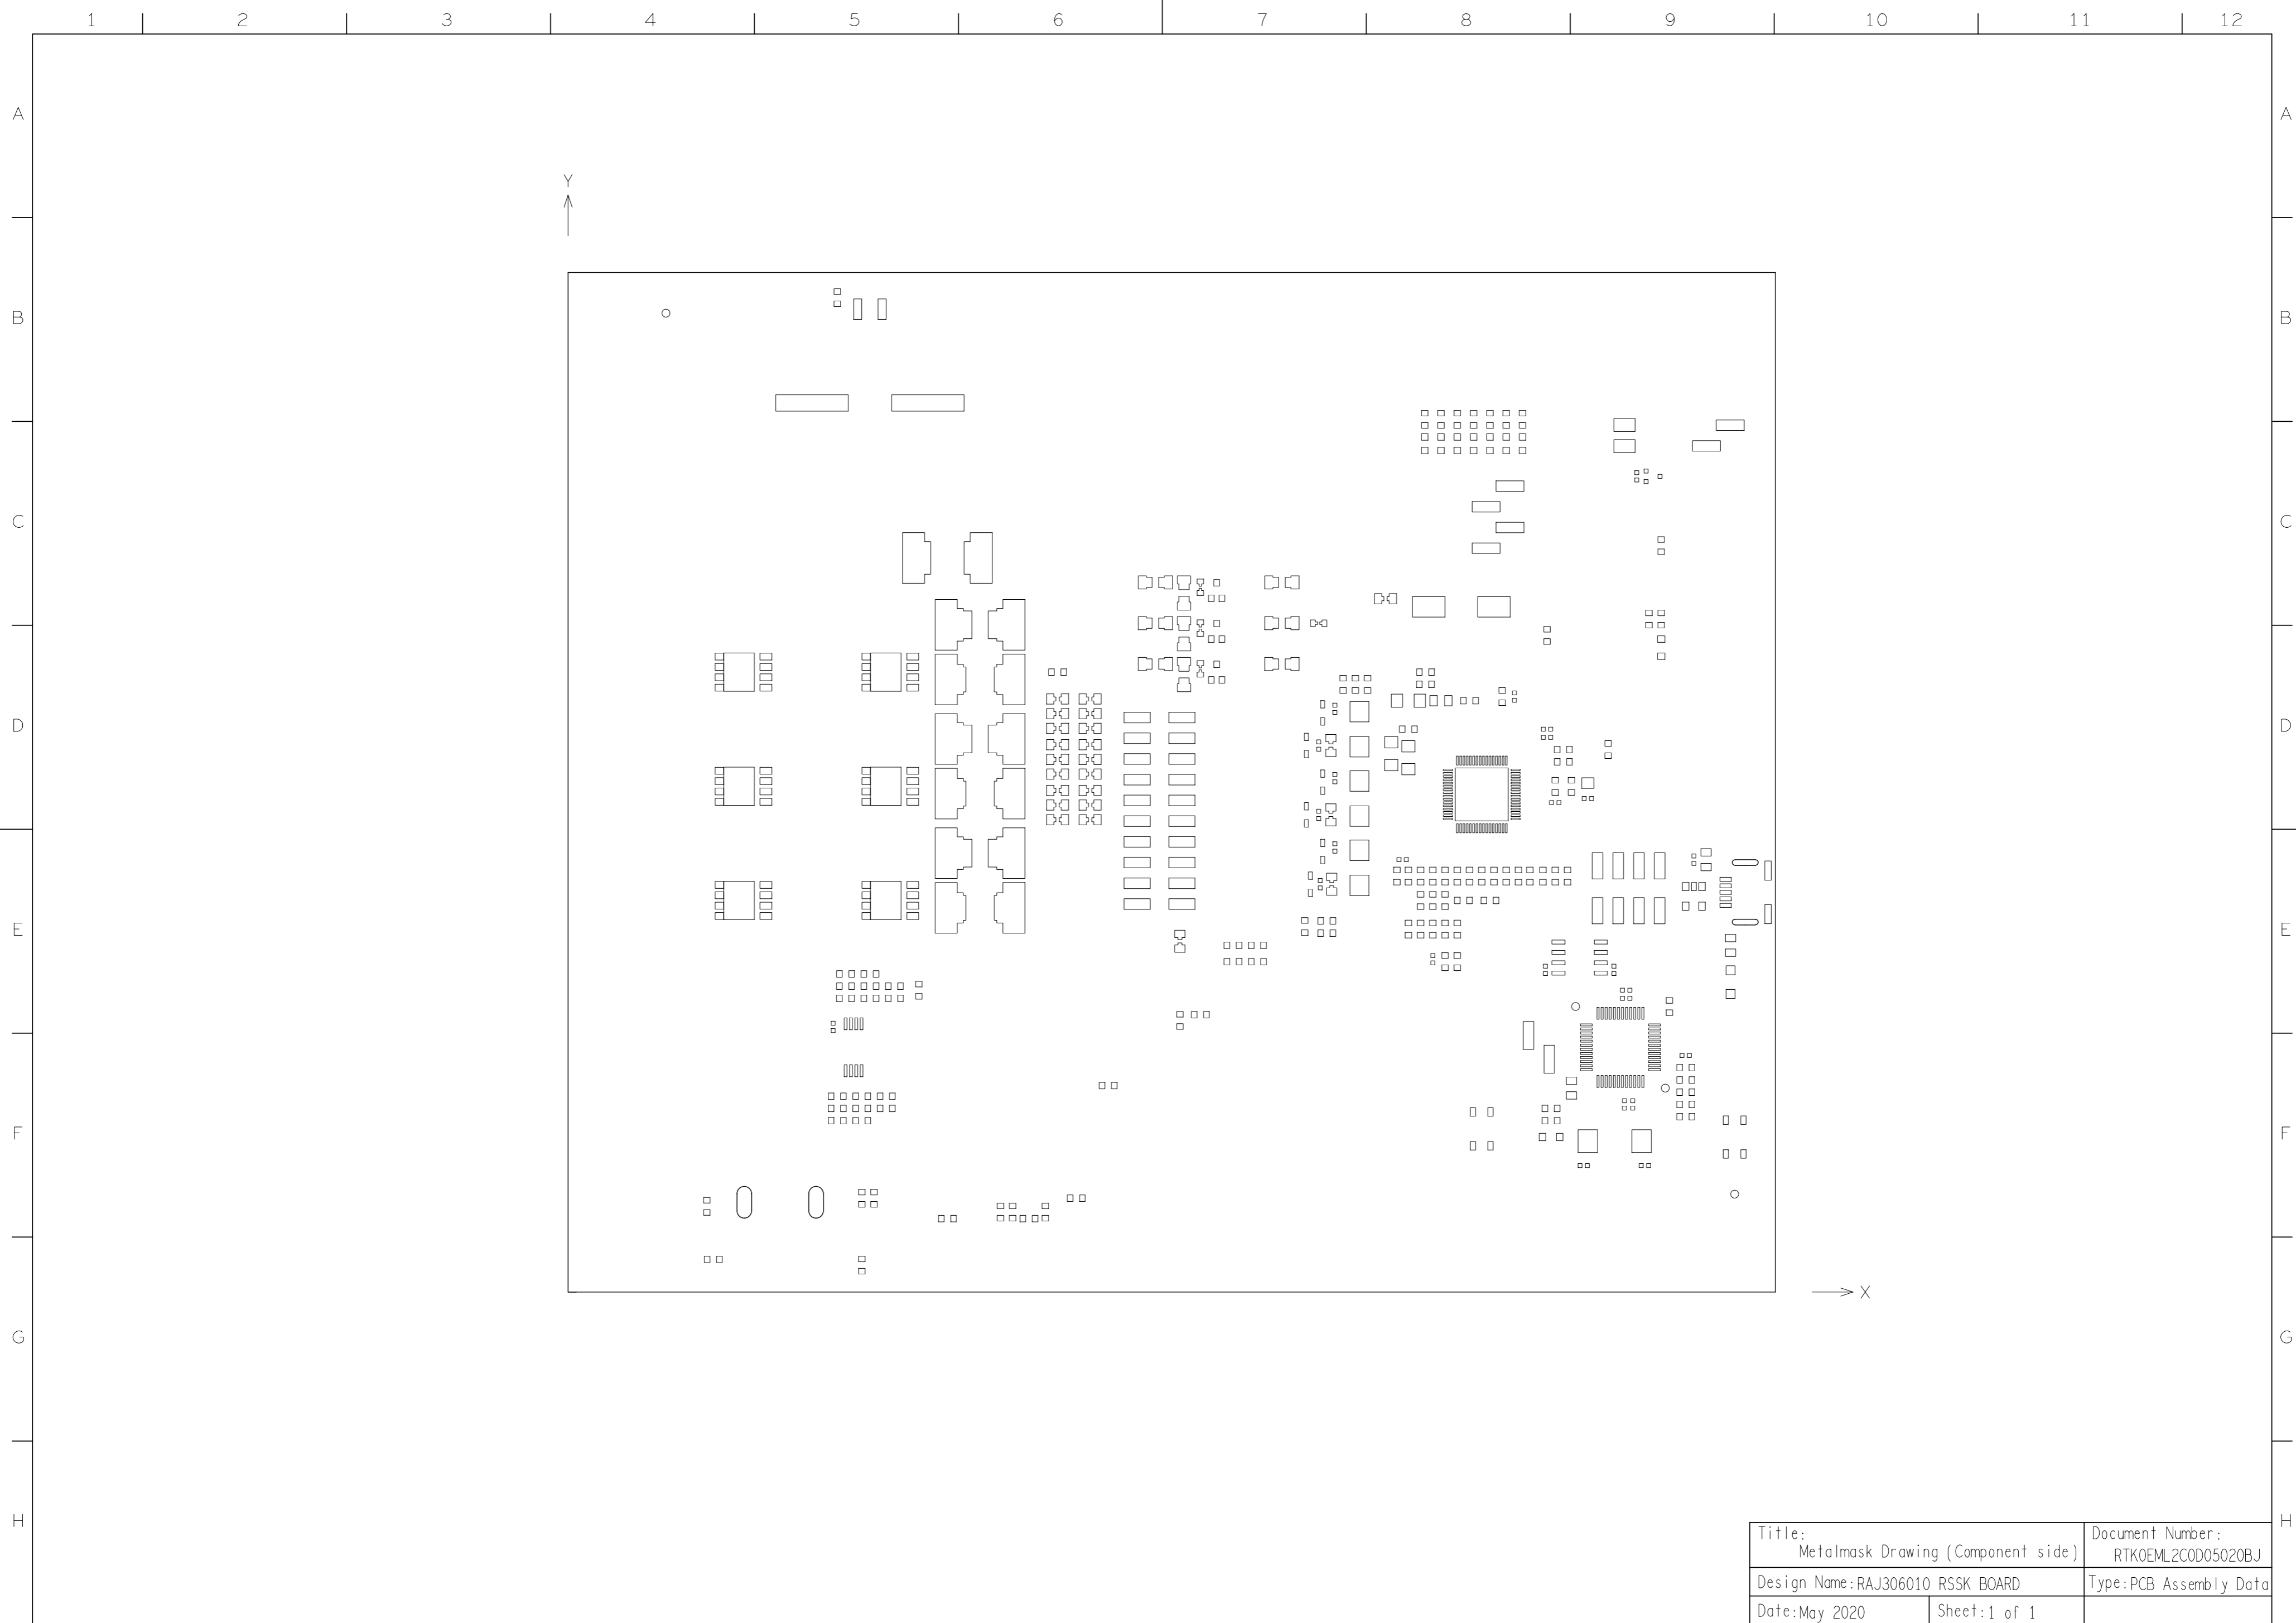 1 2 3 4 5 6 7 8 9 10 11 12
A A
Y
B B
C C
D D
E E
F F
X
G G
H H
Title: Document Number:
Metalmask Drawing (Component side) RTK0EML2C0D05020BJ
Design Name: RAJ306010 RSSK BOARD Type: PCB Assembly Data
Date: May 2020 Sheet: 1 of 1